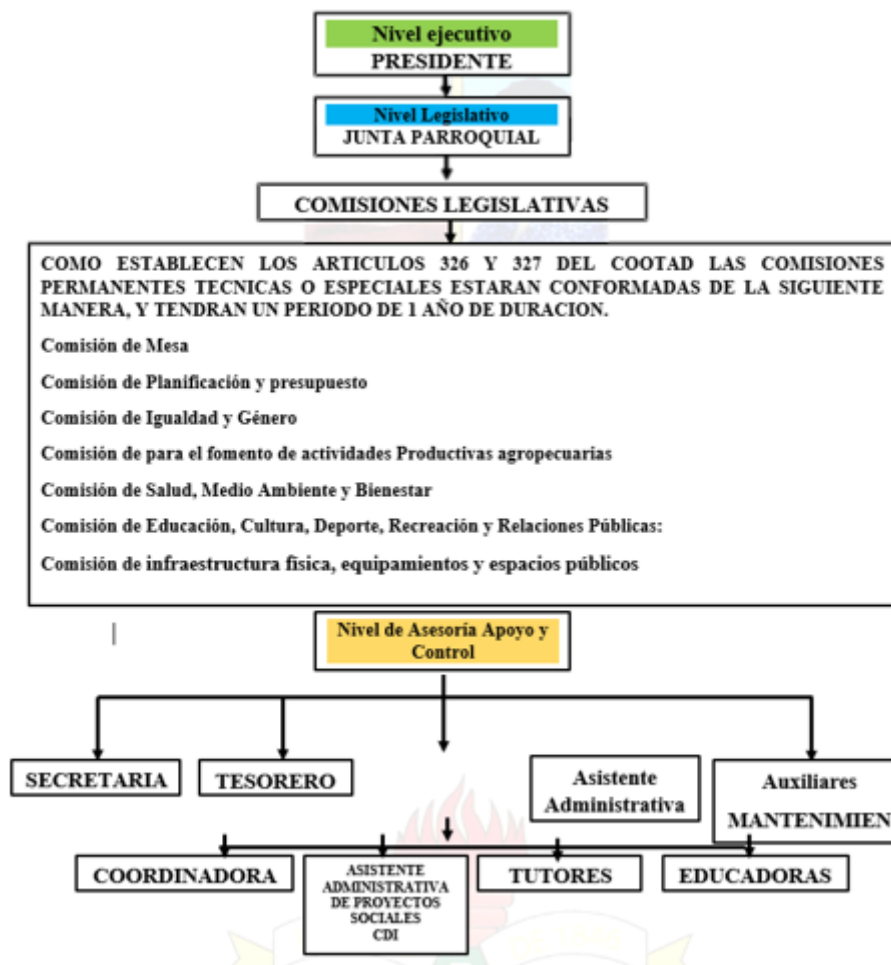 Nivel ejecutivo
PRESIDENTE
Nivel Legislativo
JUNTA PARROQUIAL
COMISIONES LEGISLATIVAS
COMO ESTABLECEN LOS ARTICULOS 326 Y 327 DEL COOTAD LAS COMISIONES
PERMANENTES TECNICAS O ESPECIALES ESTARAN CONFORMADAS DE LA SIGUIENTE
MANERA, Y TENDRAN UN PERIODO DE 1 AÑO DE DURACION.
Comisión de Mesa
Comisión de Planificación y presupuesto
Comisión de Igualdad y Género
Comisión de para el fomento de actividades Productivas agropecuarias
Comisión de Salud, Medio Ambiente y Bienestar
Comisión de Educación, Cultura, Deporte, Recreación y Relaciones Públicas:
Comisión de infraestructura física, equipamientos y espacios públicos
Nivel de Asesoría Apoyo y
Control
SECRETARIA
TESORERO
Asistente
Administrativa
Auxiliares
MANTENIMIEN
COORDINADORA
ASISTENTE
ADMINISTRATIVA
DE PROYECTOS
SOCIALES
CDI
TUTORES
EDUCADORAS